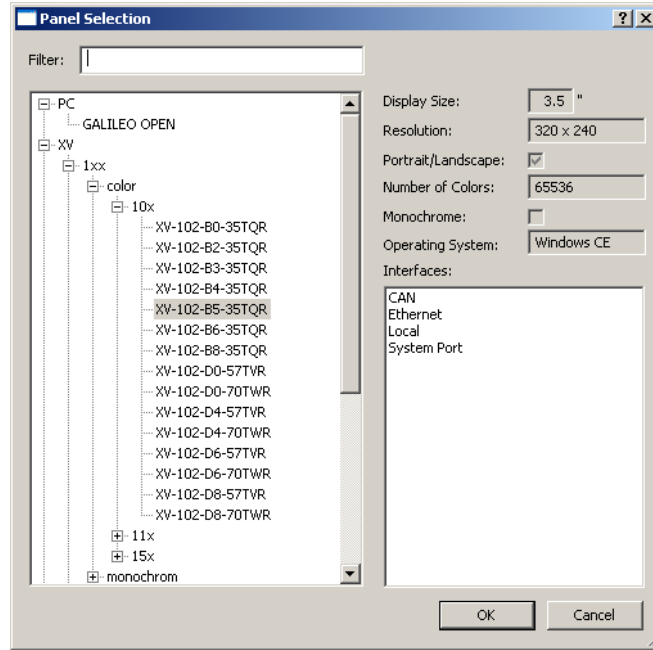 Panel Selection
Filter:
PC
GALILEO OPEN
XV
1xx
color
10x
XV-102-B0-35TQR
XV-102-B2-35TQR
XV-102-B3-35TQR
XV-102-B4-35TQR
XV-102-B5-35TQR
XV-102-B6-35TQR
XV-102-B8-35TQR
XV-102-D0-57TVR
XV-102-D0-70TWR
XV-102-D4-57TVR
XV-102-D4-70TWR
XV-102-D6-57TVR
XV-102-D6-70TWR
XV-102-D8-57TVR
XV-102-D8-70TWR
11x
15x
monochrom
Display Size: 3.5 "
Resolution: 320 x 240
Portrait/Landscape:
Number of Colors: 65536
Monochrome:
Operating System: Windows CE
Interfaces:
CAN
Ethernet
Local
System Port
OK Cancel